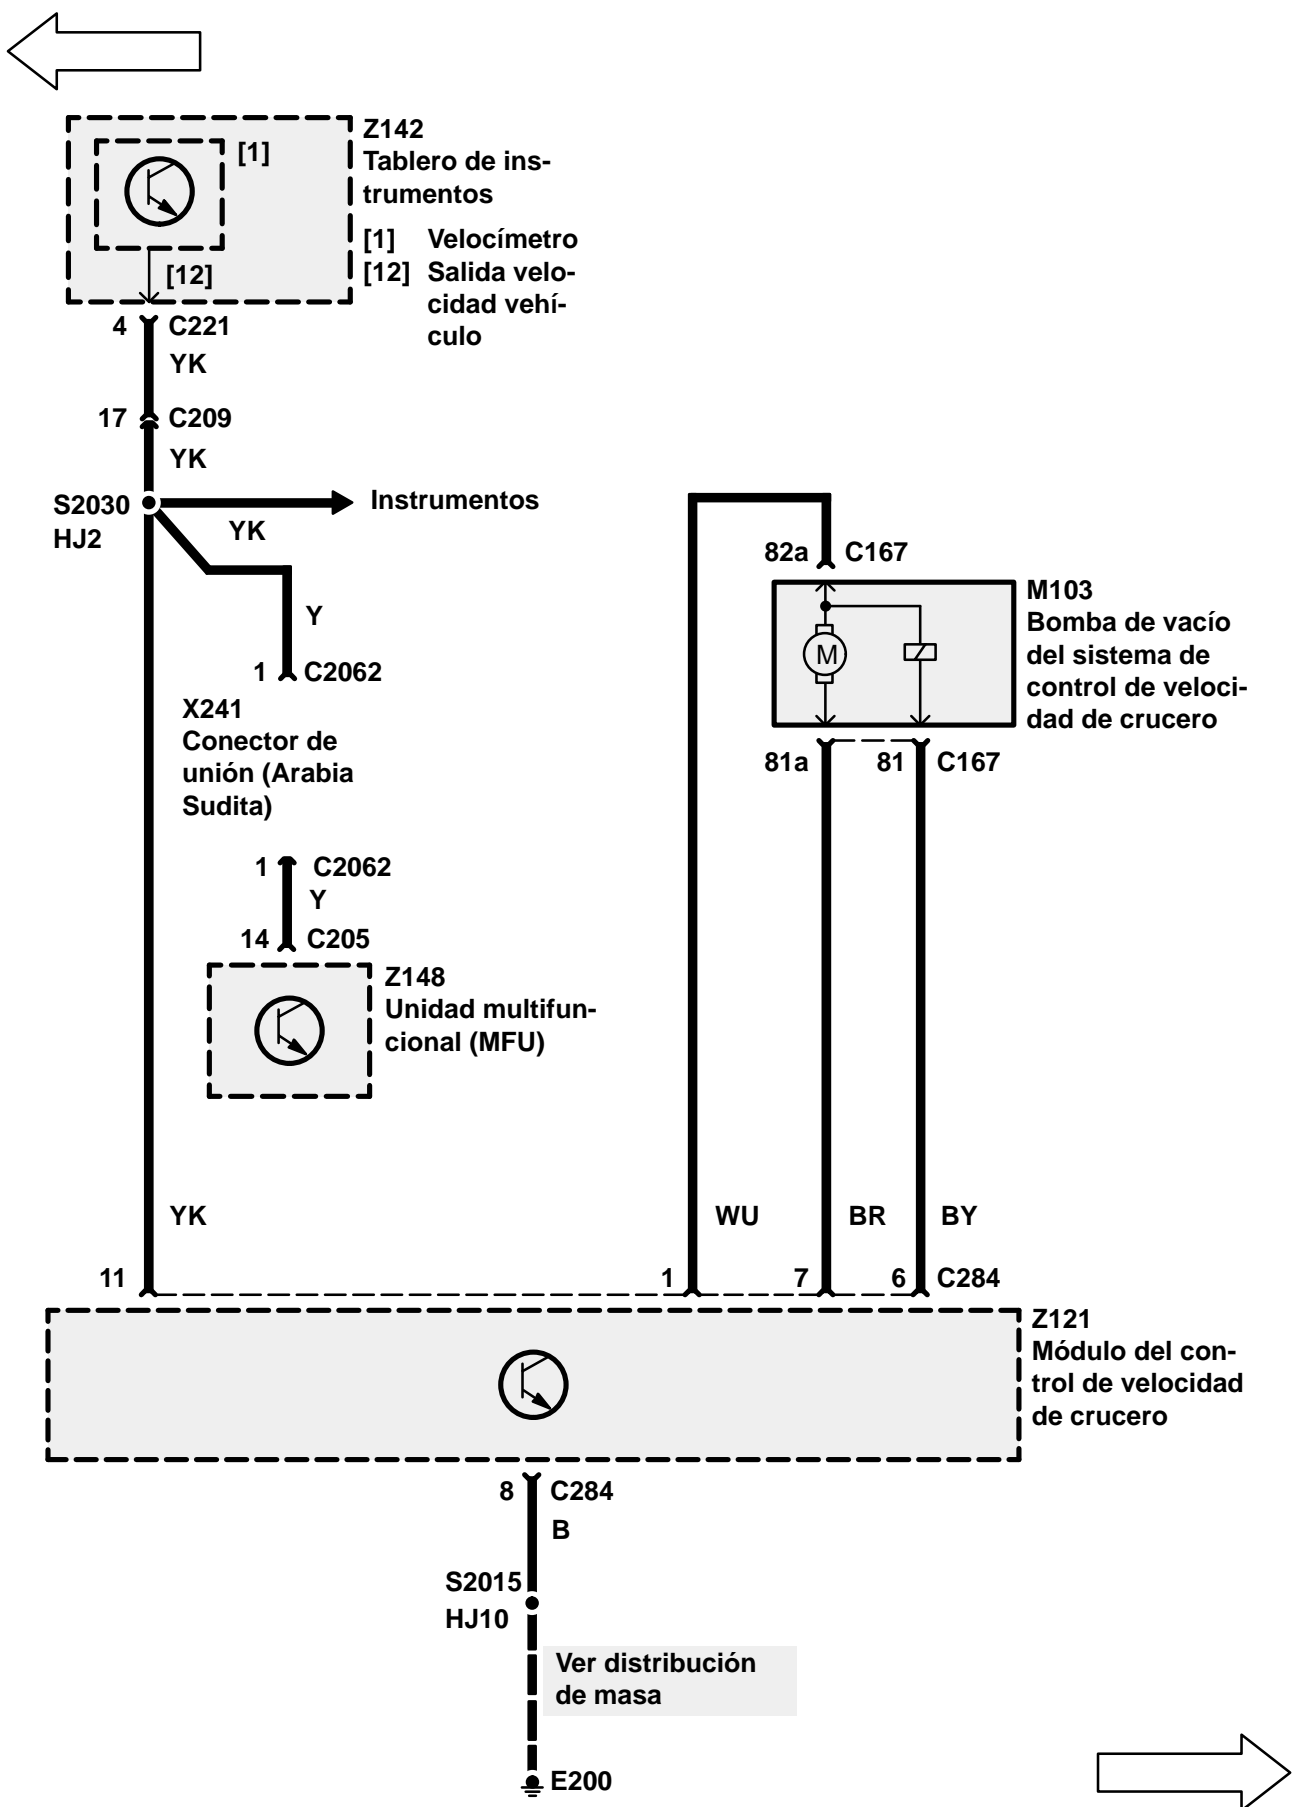 Z142
Tablero de ins-
trumentos
[1]
[1] Velocímetro
[12] Salida velo-
cidad vehí-
culo
[12]
4 C221
YK
17 C209
YK
S2030
HJ2
YK
Instrumentos
Y
1 C2062
X241
Conector de
unión (Arabia
Sudita)
1 C2062
Y
14 C205
Z148
Unidad multifun-
cional (MFU)
82a C167
M103
Bomba de vacío
del sistema de
control de veloci-
dad de crucero
M
81a 81 C167
YK WU BR BY
11 1 7 6 C284
Z121
Módulo del con-
trol de velocidad
de crucero
8 C284
B
S2015
HJ10
Ver distribución
de masa
E200